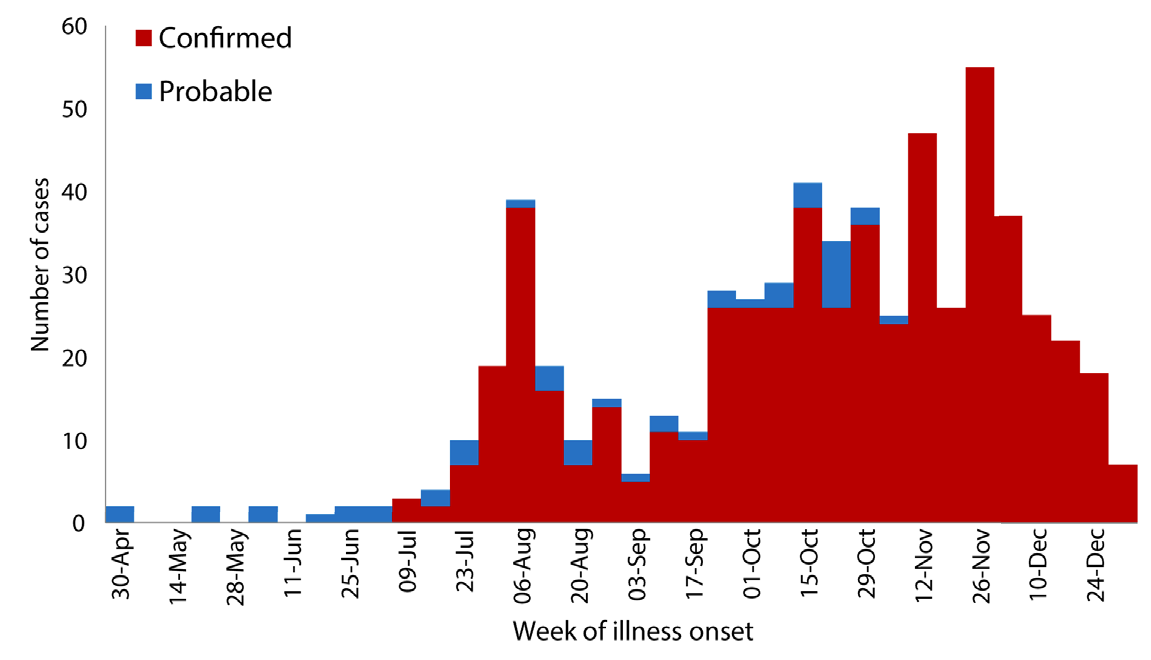 60
50
40
30
20
10
0
Number of cases
Confirmed
Probable
30-Apr
14-May
28-May
11-Jun
25-Jun
09-Jul
23-Jul
06-Aug
20-Aug
03-Sep
17-Sep
01-Oct
15-Oct
29-Oct
12-Nov
26-Nov
10-Dec
24-Dec
Week of illness onset